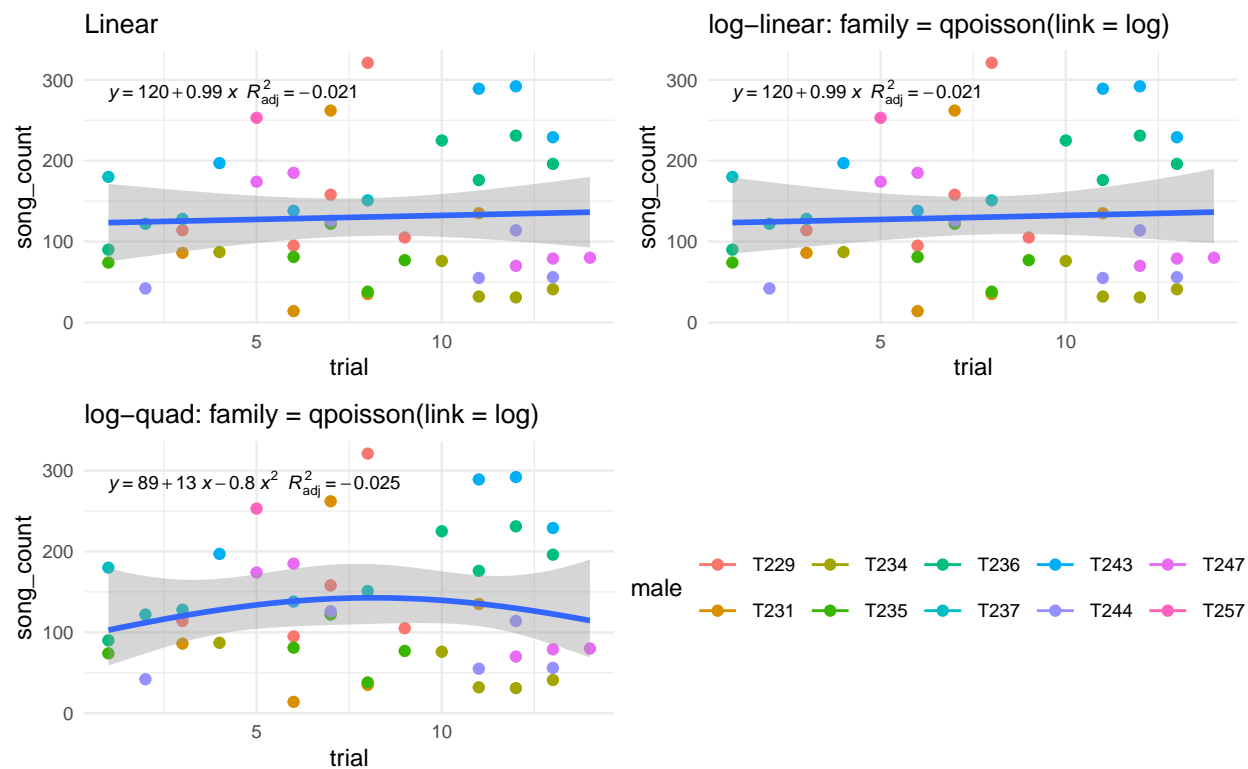 Linear
y = 120 + 0.99 x R²adj = −0.021
song_count
300
200
100
0
5 10
trial
log−linear: family = qpoisson(link = log)
y = 120 + 0.99 x R²adj = −0.021
song_count
300
200
100
0
5 10
trial
log−quad: family = qpoisson(link = log)
y = 89 + 13 x − 0.8 x² R²adj = −0.025
song_count
300
200
100
0
5 10
trial
male
T229 T234 T236 T243 T247
T231 T235 T237 T244 T257